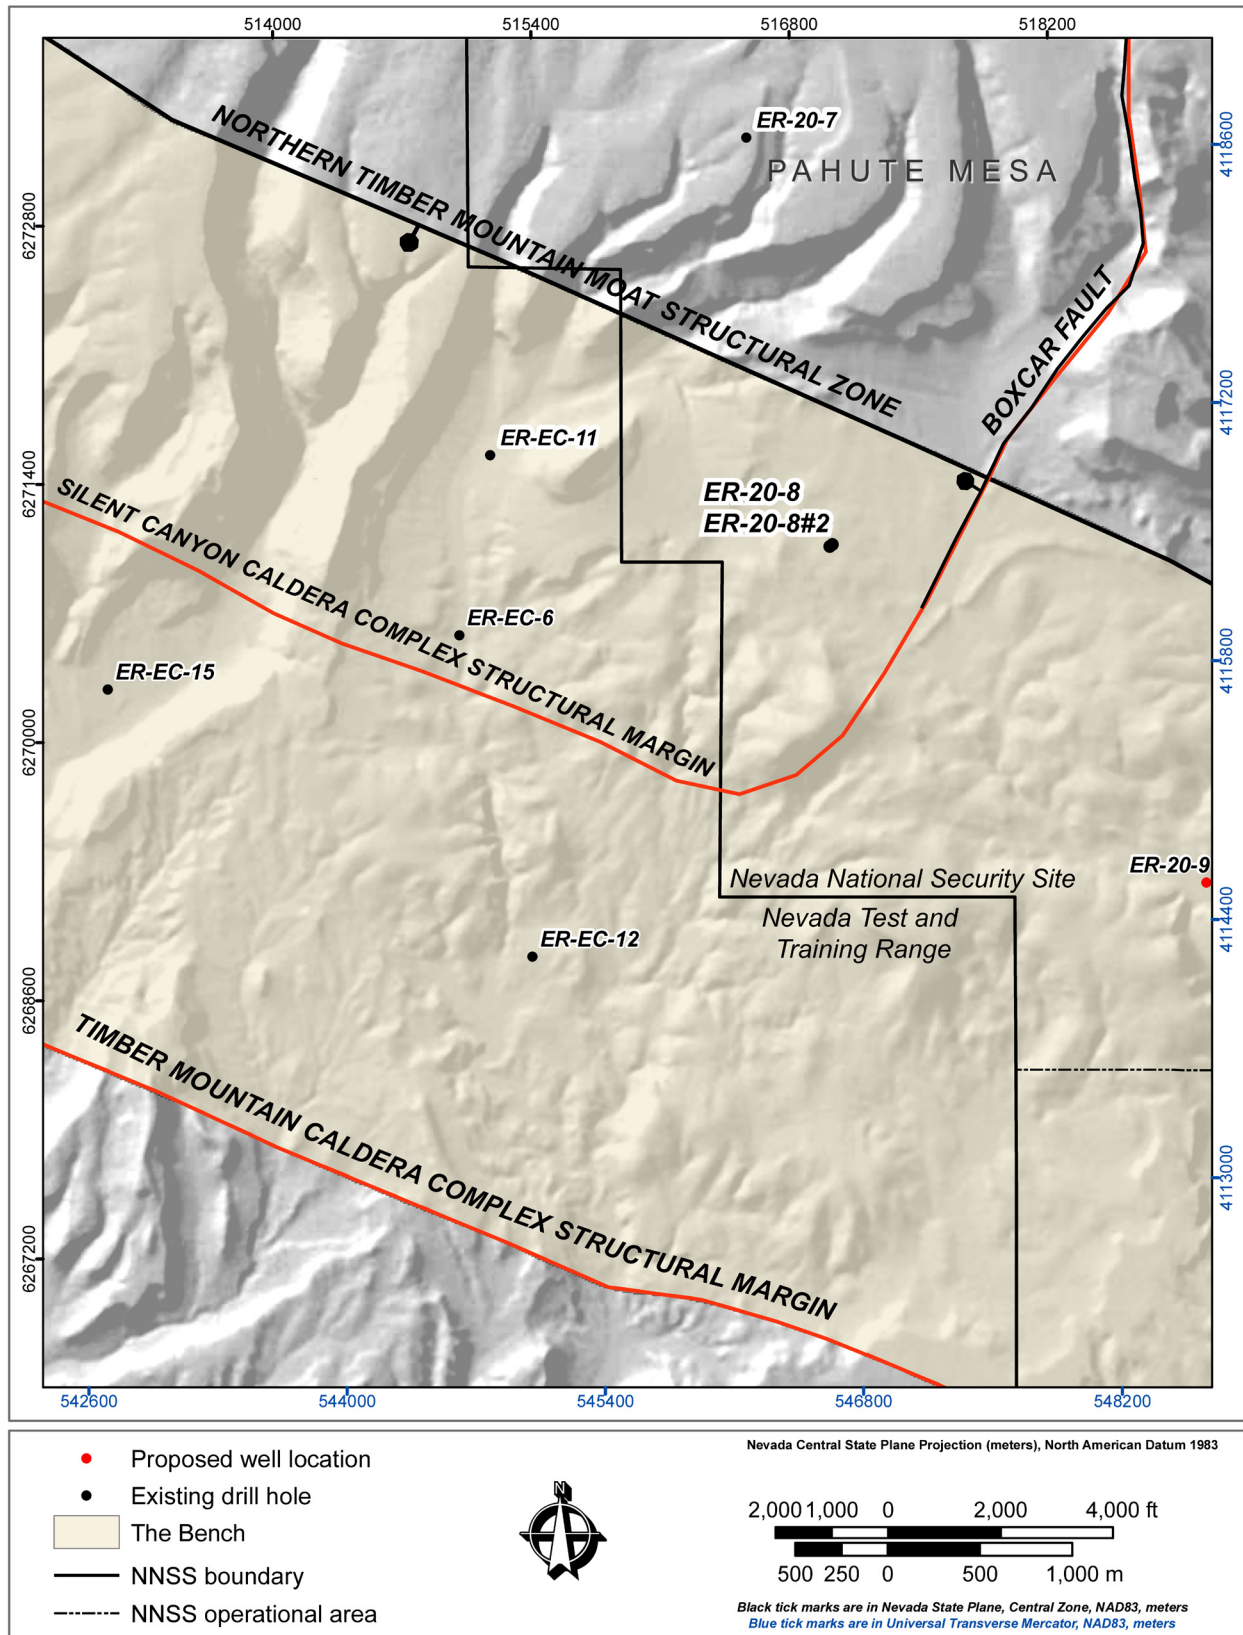 514000
515400
516800
518200
ER-20-7
PAHUTE MESA
4118600
6272800
NORTHERN TIMBER MOUNTAIN MOAT STRUCTURAL ZONE
BOXCAR FAULT
4117200
ER-EC-11
6271400
ER-20-8
ER-20-8#2
SILENT CANYON CALDERA COMPLEX STRUCTURAL MARGIN
ER-EC-6
ER-EC-15
4115800
6270000
ER-20-9
Nevada National Security Site
Nevada Test and
Training Range
4114400
ER-EC-12
6268600
TIMBER MOUNTAIN CALDERA COMPLEX STRUCTURAL MARGIN
4113000
6267200
542600
544000
545400
546800
548200
Proposed well location
Existing drill hole
The Bench
NNSS boundary
NNSS operational area
N
Nevada Central State Plane Projection (meters), North American Datum 1983
2,000 1,000 0 2,000 4,000 ft
500 250 0 500 1,000 m
Black tick marks are in Nevada State Plane, Central Zone, NAD83, meters
Blue tick marks are in Universal Transverse Mercator, NAD83, meters